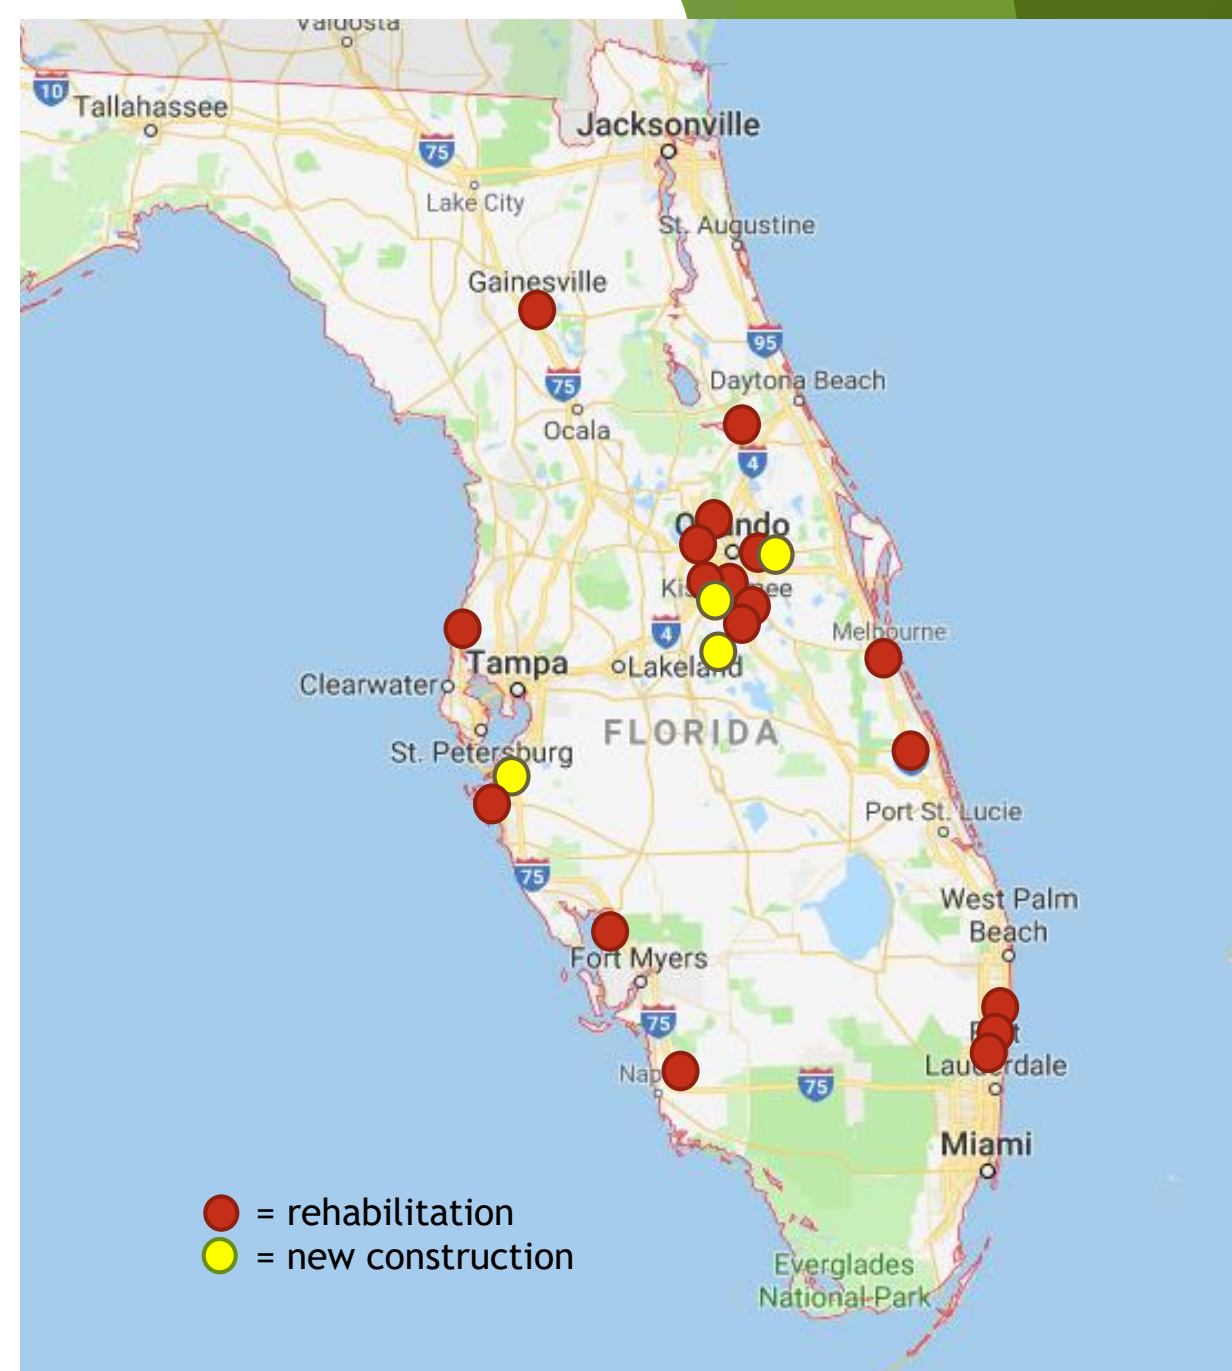 Valdosta
10
Tallahassee
Jacksonville
75
Lake City
St. Augustine
Gainesville
95
75
Daytona Beach
Ocala
4
4
Melbourne
Tampa
Lakeland
Clearwater
FLORIDA
St. Petersburg
Port St. Lucie
75
West Palm
Beach
Fort Myers
75
75
Miami
= rehabilitation
= new construction
Everglades
National Park